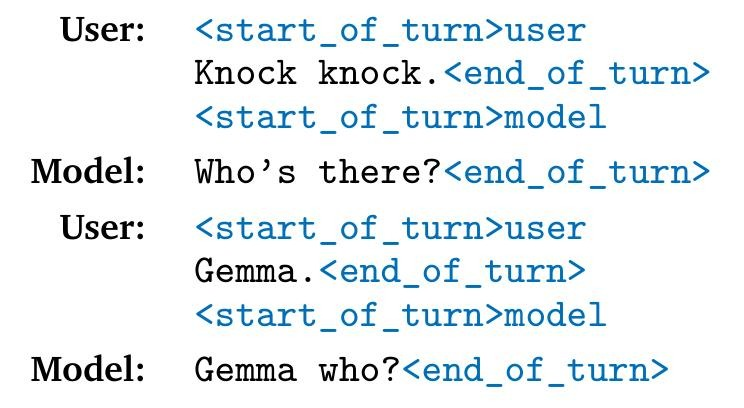 User: <start_of_turn>user
Knock knock.<end_of_turn>
<start_of_turn>model
Model: Who's there?<end_of_turn>
User: <start_of_turn>user
Gemma.<end_of_turn>
<start_of_turn>model
Model: Gemma who?<end_of_turn>